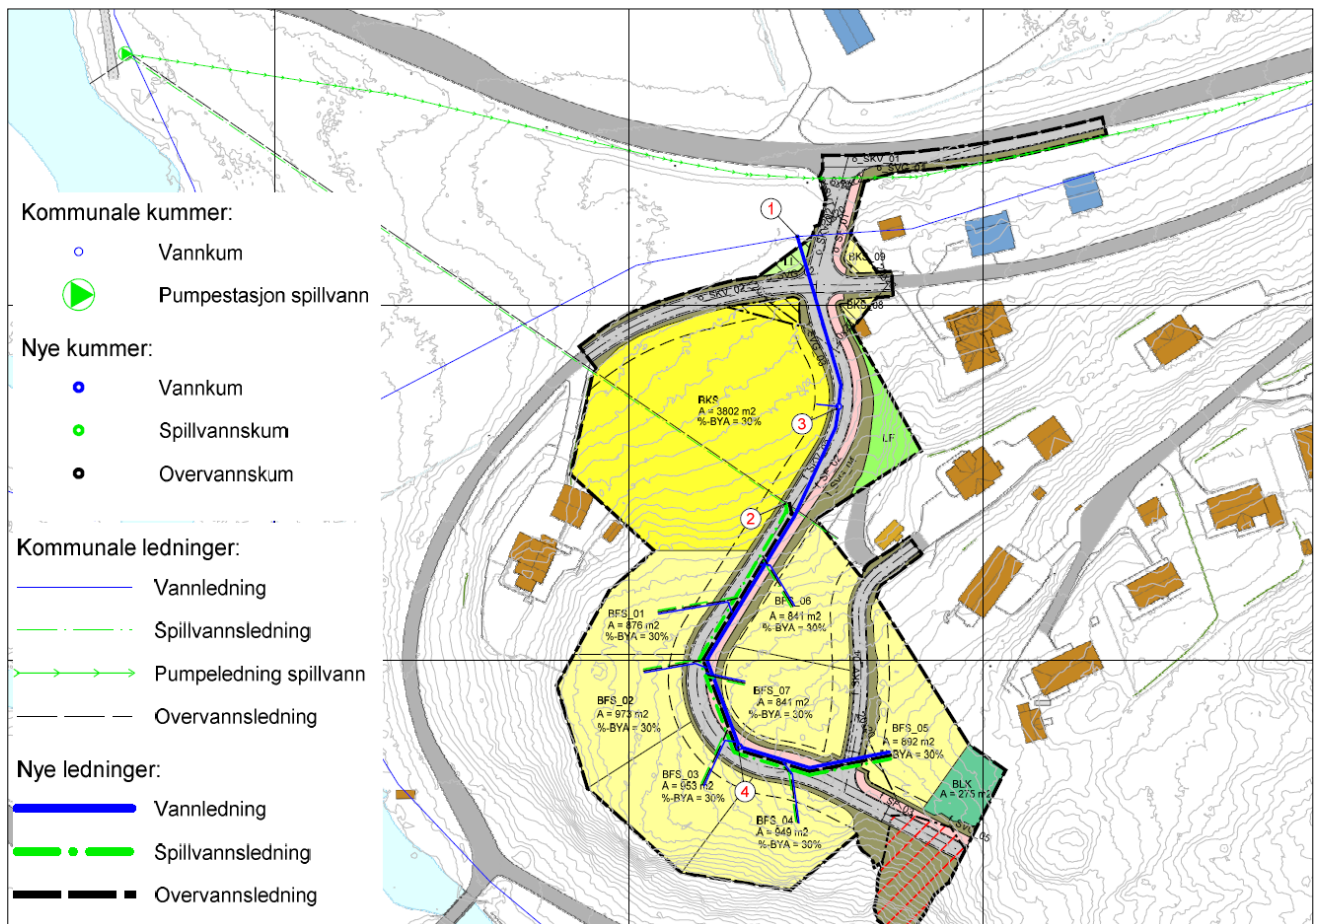 Kommunale kummer:
Vannkum
Pumpestasjon spillvann
Nye kummer:
Vannkum
Spillvannskum
Overvannskum
Kommunale ledninger:
Vannledning
Spillvannsledning
Pumpeledning spillvann
Overvannsledning
Nye ledninger:
Vannledning
Spillvannsledning
Overvannsledning
o_SKV_01
1
BKS_09
o_SKV_02
BKS_08
BKS
A = 3802 m2
%-BYA = 30%
3
LF
2
BFS_01
A = 876 m2
%-BYA = 30%
BFS_06
A = 841 m2
%-BYA = 30%
BFS_02
A = 973 m2
%-BYA = 30%
BFS_07
A = 841 m2
%-BYA = 30%
BFS_05
A = 892 m2
%-BYA = 30%
BFS_03
A = 953 m2
%-BYA = 30%
4
BLK
A = 275 m2
BFS_04
A = 949 m2
%-BYA = 30%